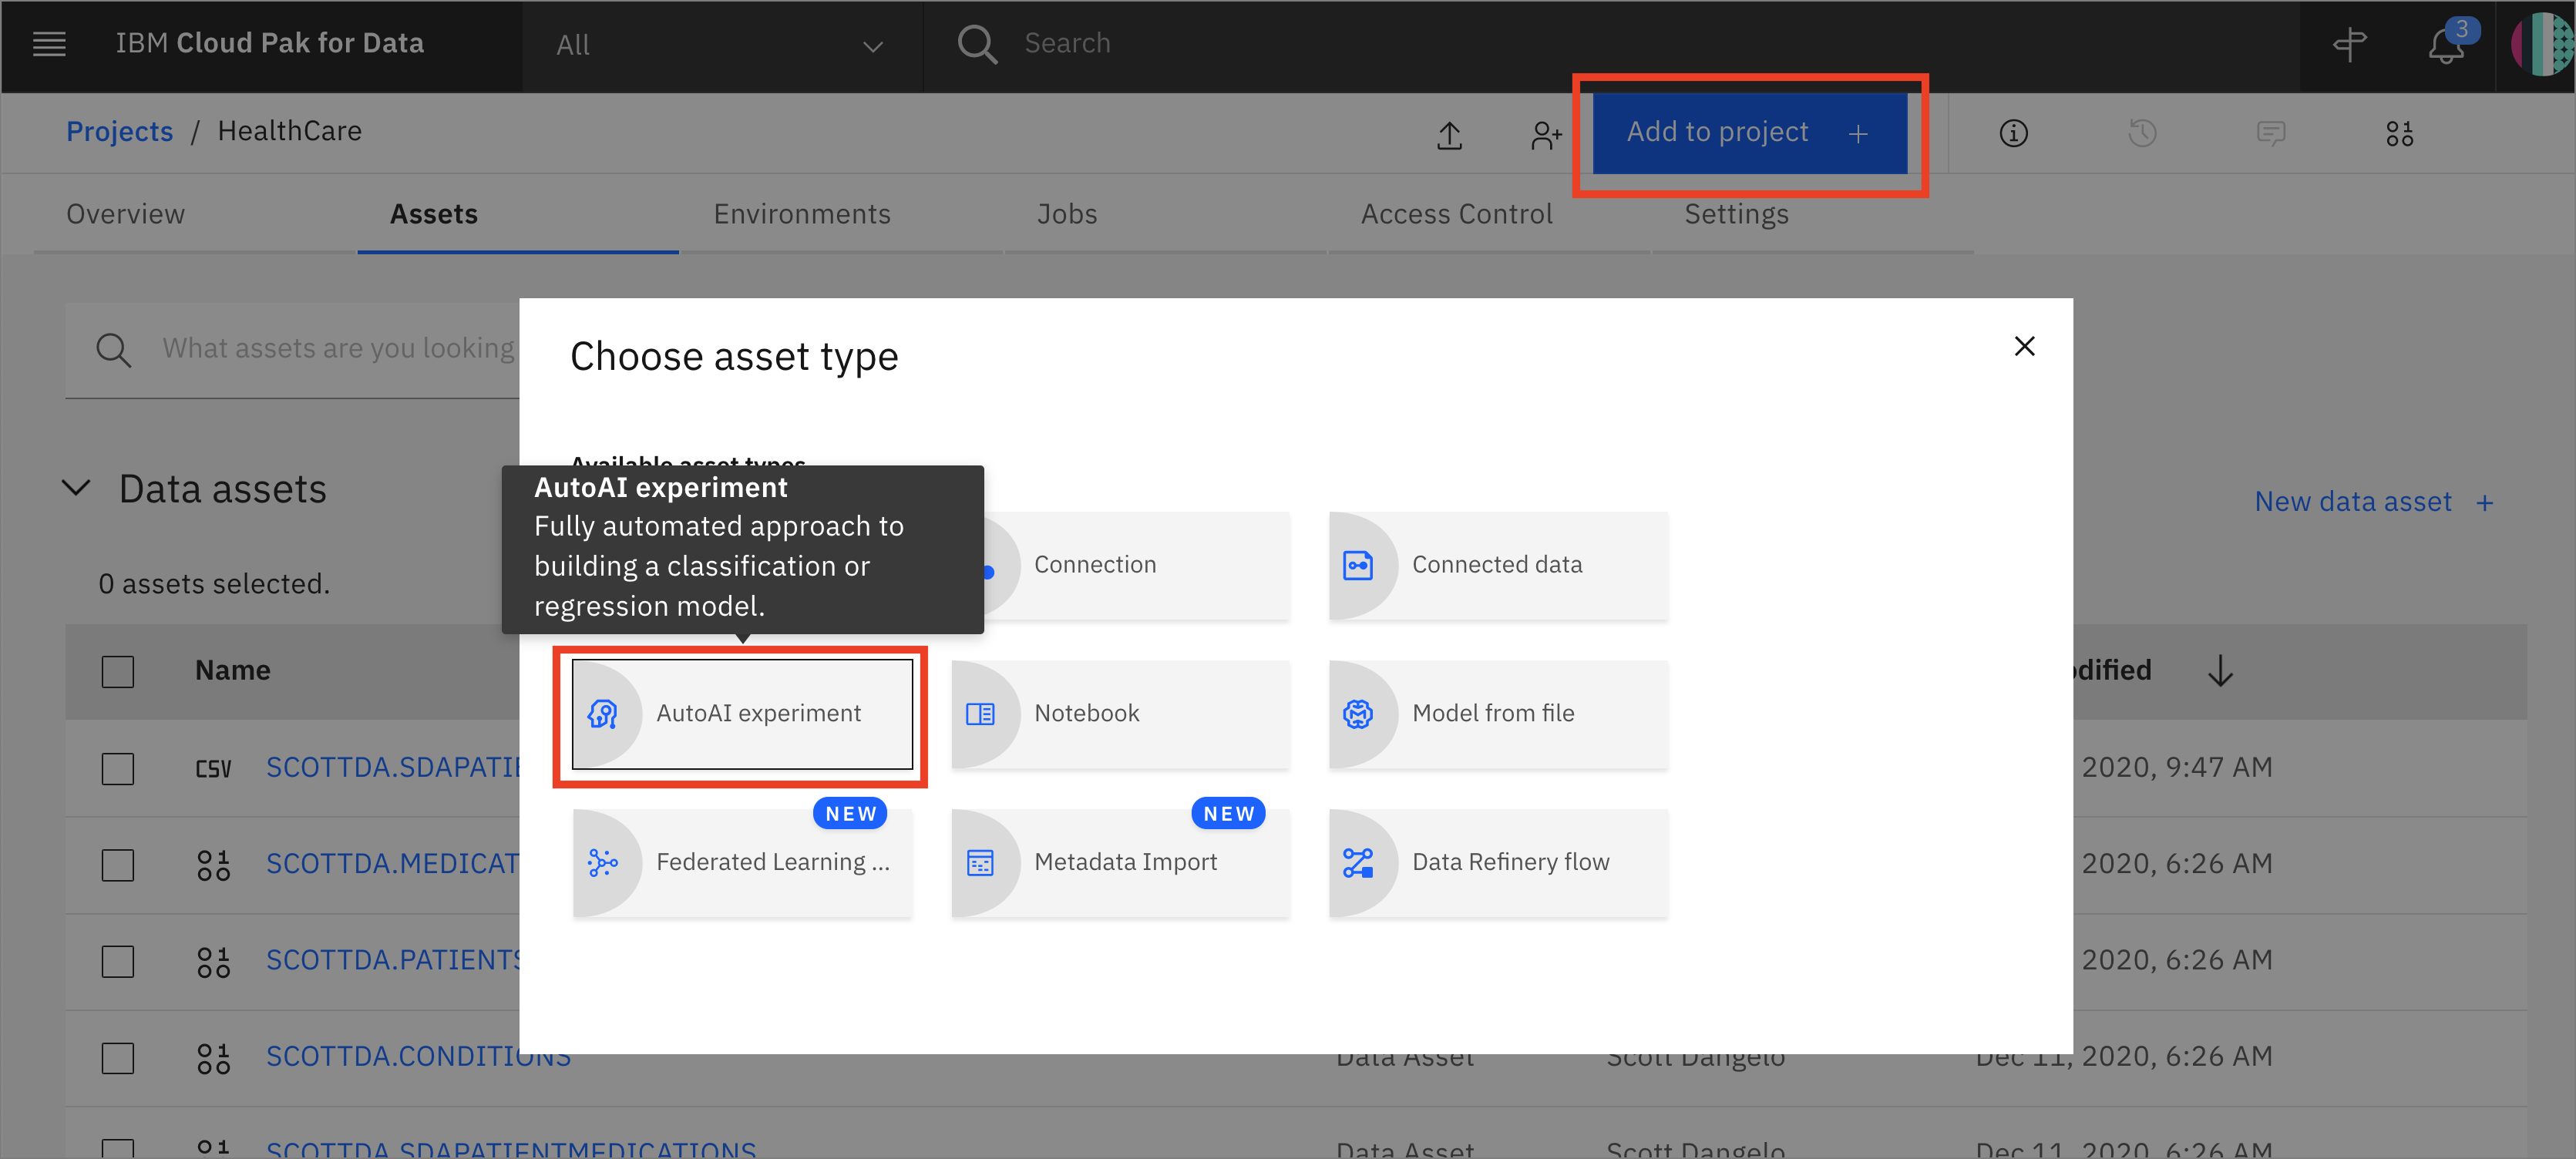 IBM Cloud Pak for Data
All
Search
3
Projects / HealthCare
Add to project +
Overview
Assets
Environments
Jobs
Access Control
Settings
What assets are you looking
Choose asset type
Available asset types
AutoAI experiment
Fully automated approach to
building a classification or
regression model.
Data assets
New data asset +
0 assets selected.
Connection
Connected data
Name
odified
AutoAI experiment
Notebook
Model from file
CSV
SCOTTDA.SDAPATIE
2020, 9:47 AM
NEW
NEW
Federated Learning ...
Metadata Import
Data Refinery flow
SCOTTDA.MEDICAT
2020, 6:26 AM
SCOTTDA.PATIENTS
2020, 6:26 AM
SCOTTDA.CONDITIONS
Data Asset
Scott Dangelo
Dec 11, 2020, 6:26 AM
SCOTTDA.SDAPATIENTMEDICATIONS
Data Asset
Scott Dangelo
Dec 11, 2020, 6:26 AM